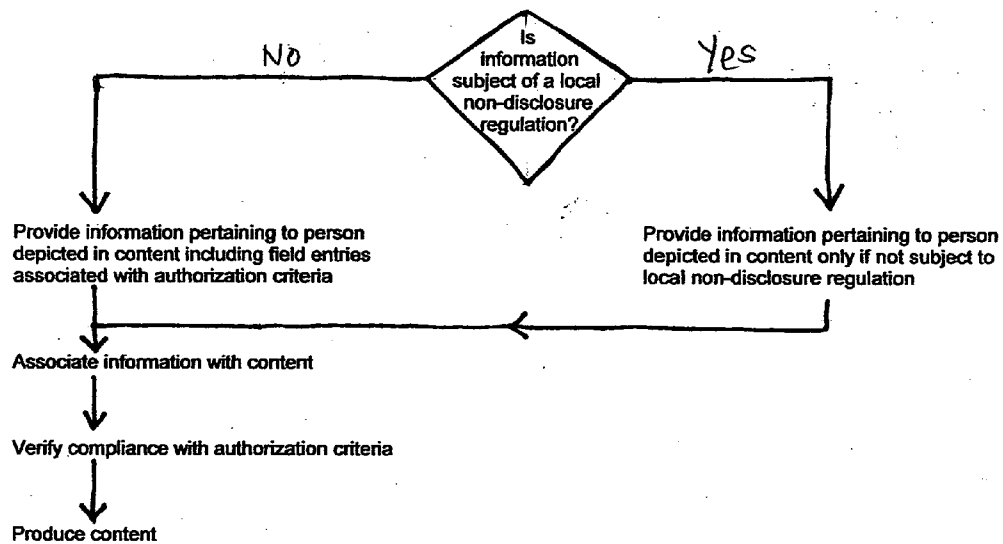 Is
information
subject of a local
non-disclosure
regulation?
No
Yes
Provide information pertaining to person
depicted in content including field entries
associated with authorization criteria
Provide information pertaining to person
depicted in content only if not subject to
local non-disclosure regulation
Associate information with content
Verify compliance with authorization criteria
Produce content